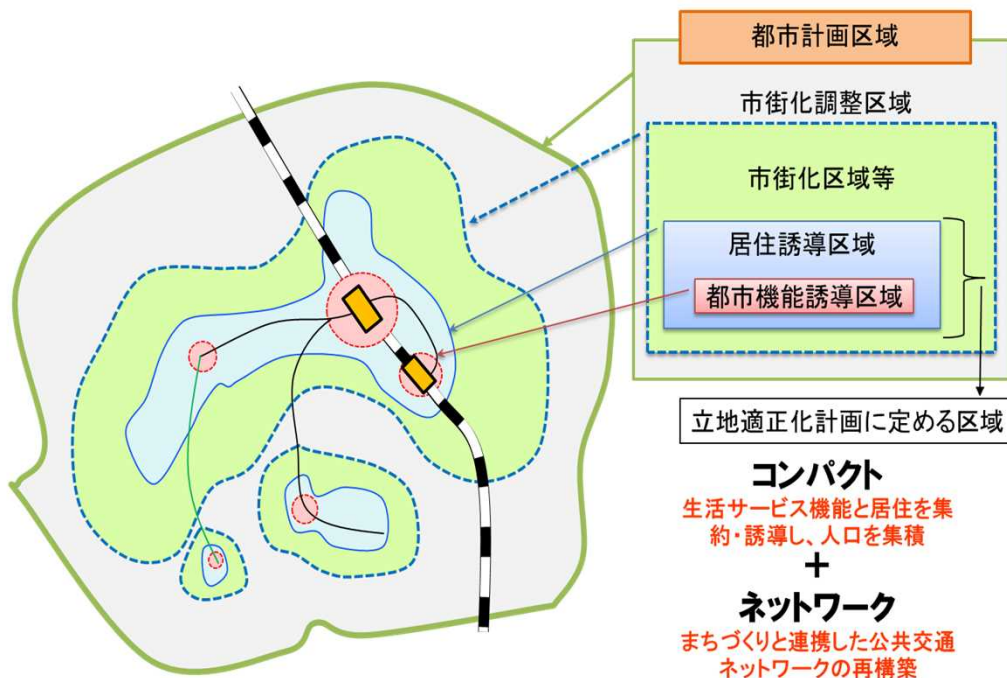 都市計画区域
市街化調整区域
市街化区域等
居住誘導区域
都市機能誘導区域
立地適正化計画に定める区域
コンパクト
生活サービス機能と居住を集
約・誘導し、人口を集積
+
ネットワーク
まちづくりと連携した公共交通
ネットワークの再構築